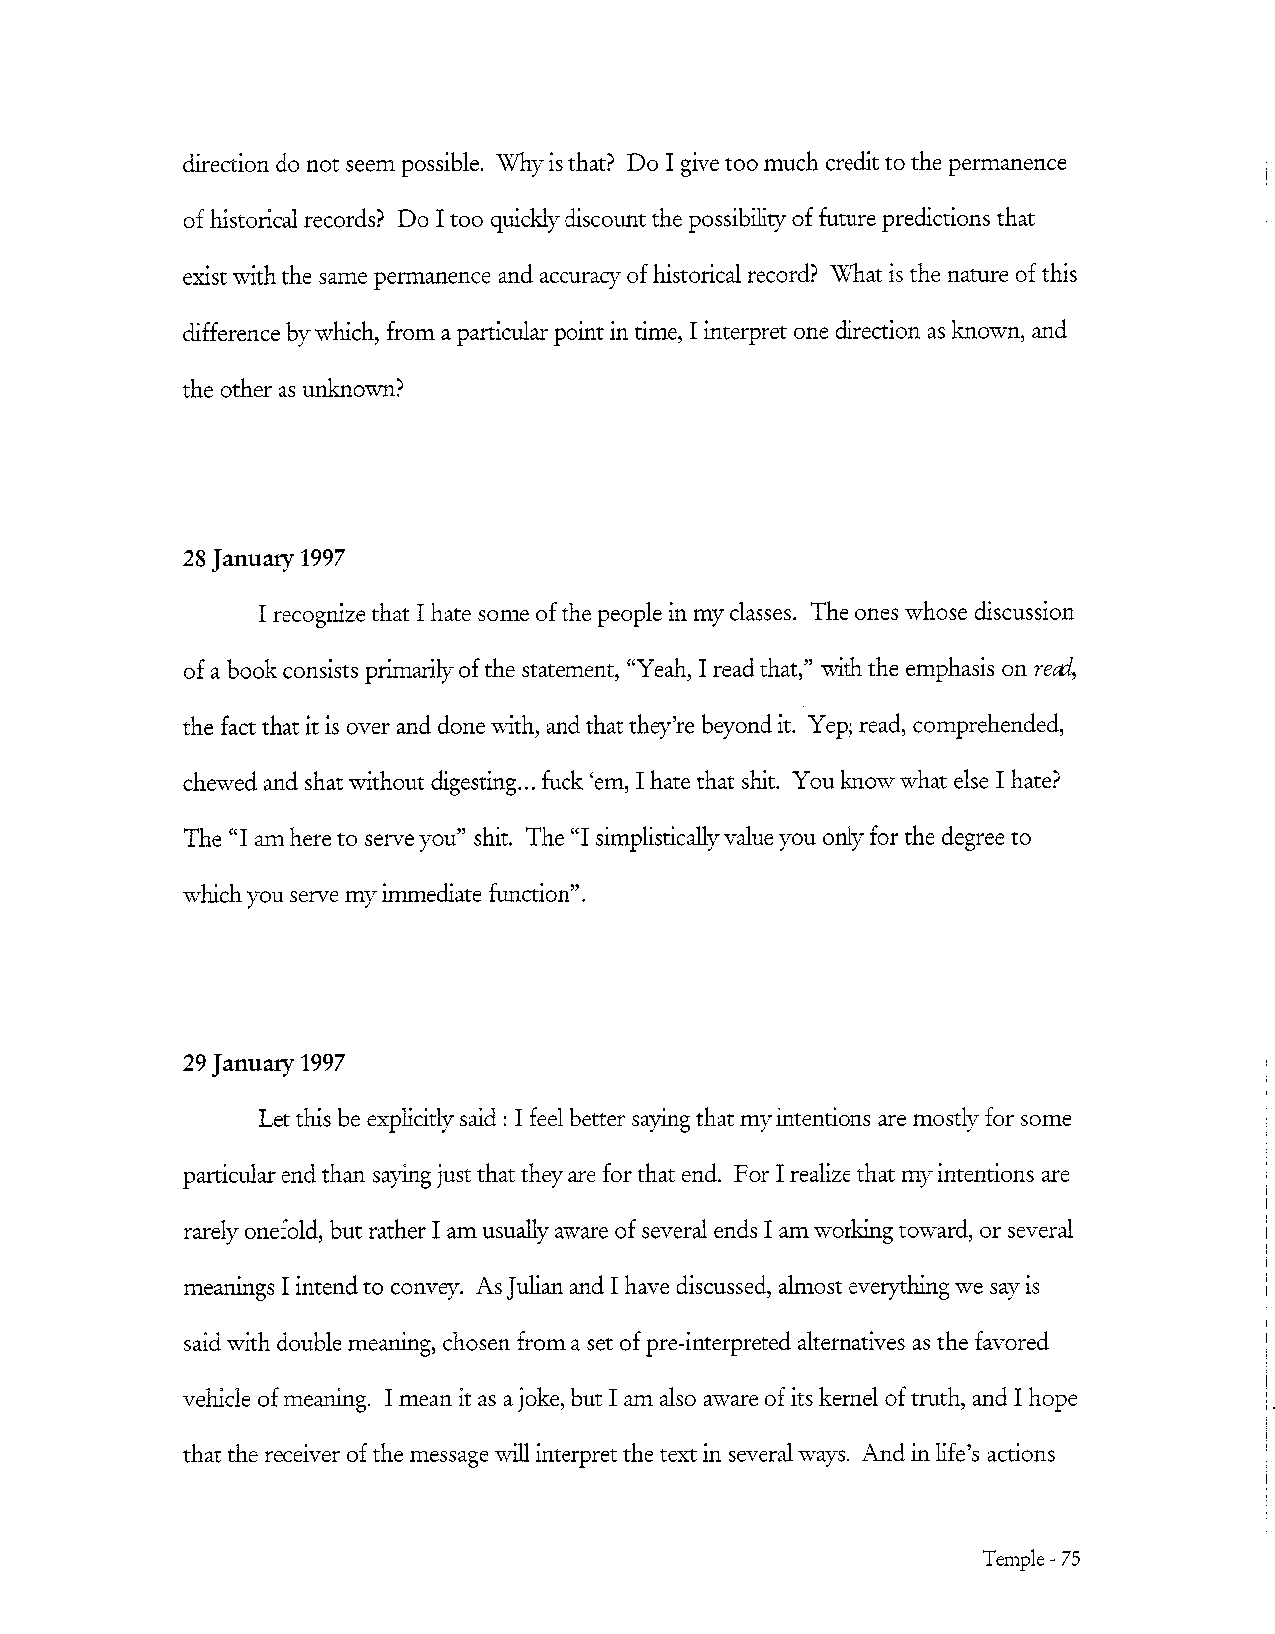 direction do not seem possible. Why is that? Do I give too much credit to the permanence
of historical records? Do I too quickly discount the possibility of future predictions that
exist with the same permanence and accuracy of historical record? What is the nature of this
difference by which, from a particular point in time, I interpret one direction as known, and
the other as unknown?
28 January 1997
I recognize that I hate some of the people in my classes. The ones whose discussion
of a book consists primarily of the statement, “Yeah, I read that,” with the emphasis on read,
the fact that it is over and done with, and that they’re beyond it. Yep; read, comprehended,
chewed and shat without digesting... fuck ‘em, I hate that shit. You know what else I hate?
The “I am here to serve you” shit. The “I simplistically value you only for the degree to
which you serve my immediate function”.
29 January 1997
Let this be explicitly said : I feel better saying that my intentions are mostly for some
particular end than saying just that they are for that end. For I realize that my intentions are
rarely onefold, but rather I am usually aware of several ends I am working toward, or several
meanings I intend to convey. As Julian and I have discussed, almost everything we say is
said with double meaning, chosen from a set of pre-interpreted alternatives as the favored
vehicle of meaning. I mean it as a joke, but I am also aware of its kernel of truth, and I hope
that the receiver of the message will interpret the text in several ways. And in life’s actions
Temple - 75